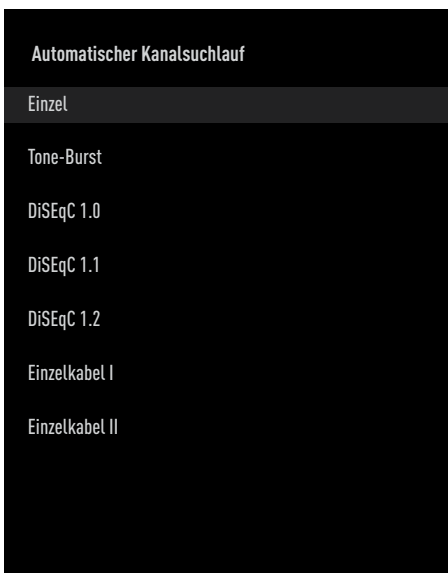 Automatischer Kanalsuchlauf
Einzel
Tone-Burst
DiSEqC 1.0
DiSEqC 1.1
DiSEqC 1.2
Einzelkabel I
Einzelkabel II